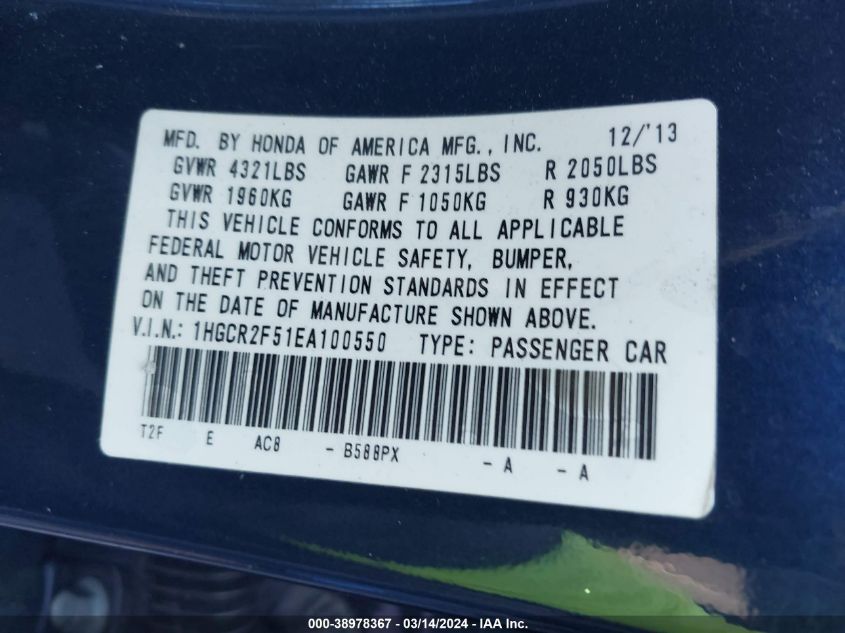 MFD. BY HONDA OF AMERICA MFG., INC. 12/'13
GVWR 4321LBS GAWR F 2315LBS R 2050LBS
GVWR 1960KG GAWR F 1050KG R 930KG
THIS VEHICLE CONFORMS TO ALL APPLICABLE
FEDERAL MOTOR VEHICLE SAFETY, BUMPER,
AND THEFT PREVENTION STANDARDS IN EFFECT
ON THE DATE OF MANUFACTURE SHOWN ABOVE.
V.I.N.: 1HGCR2F51EA100550 TYPE: PASSENGER CAR
T2F E AC8 - B588PX - A - A
000-38978367 - 03/14/2024 - IAA Inc.